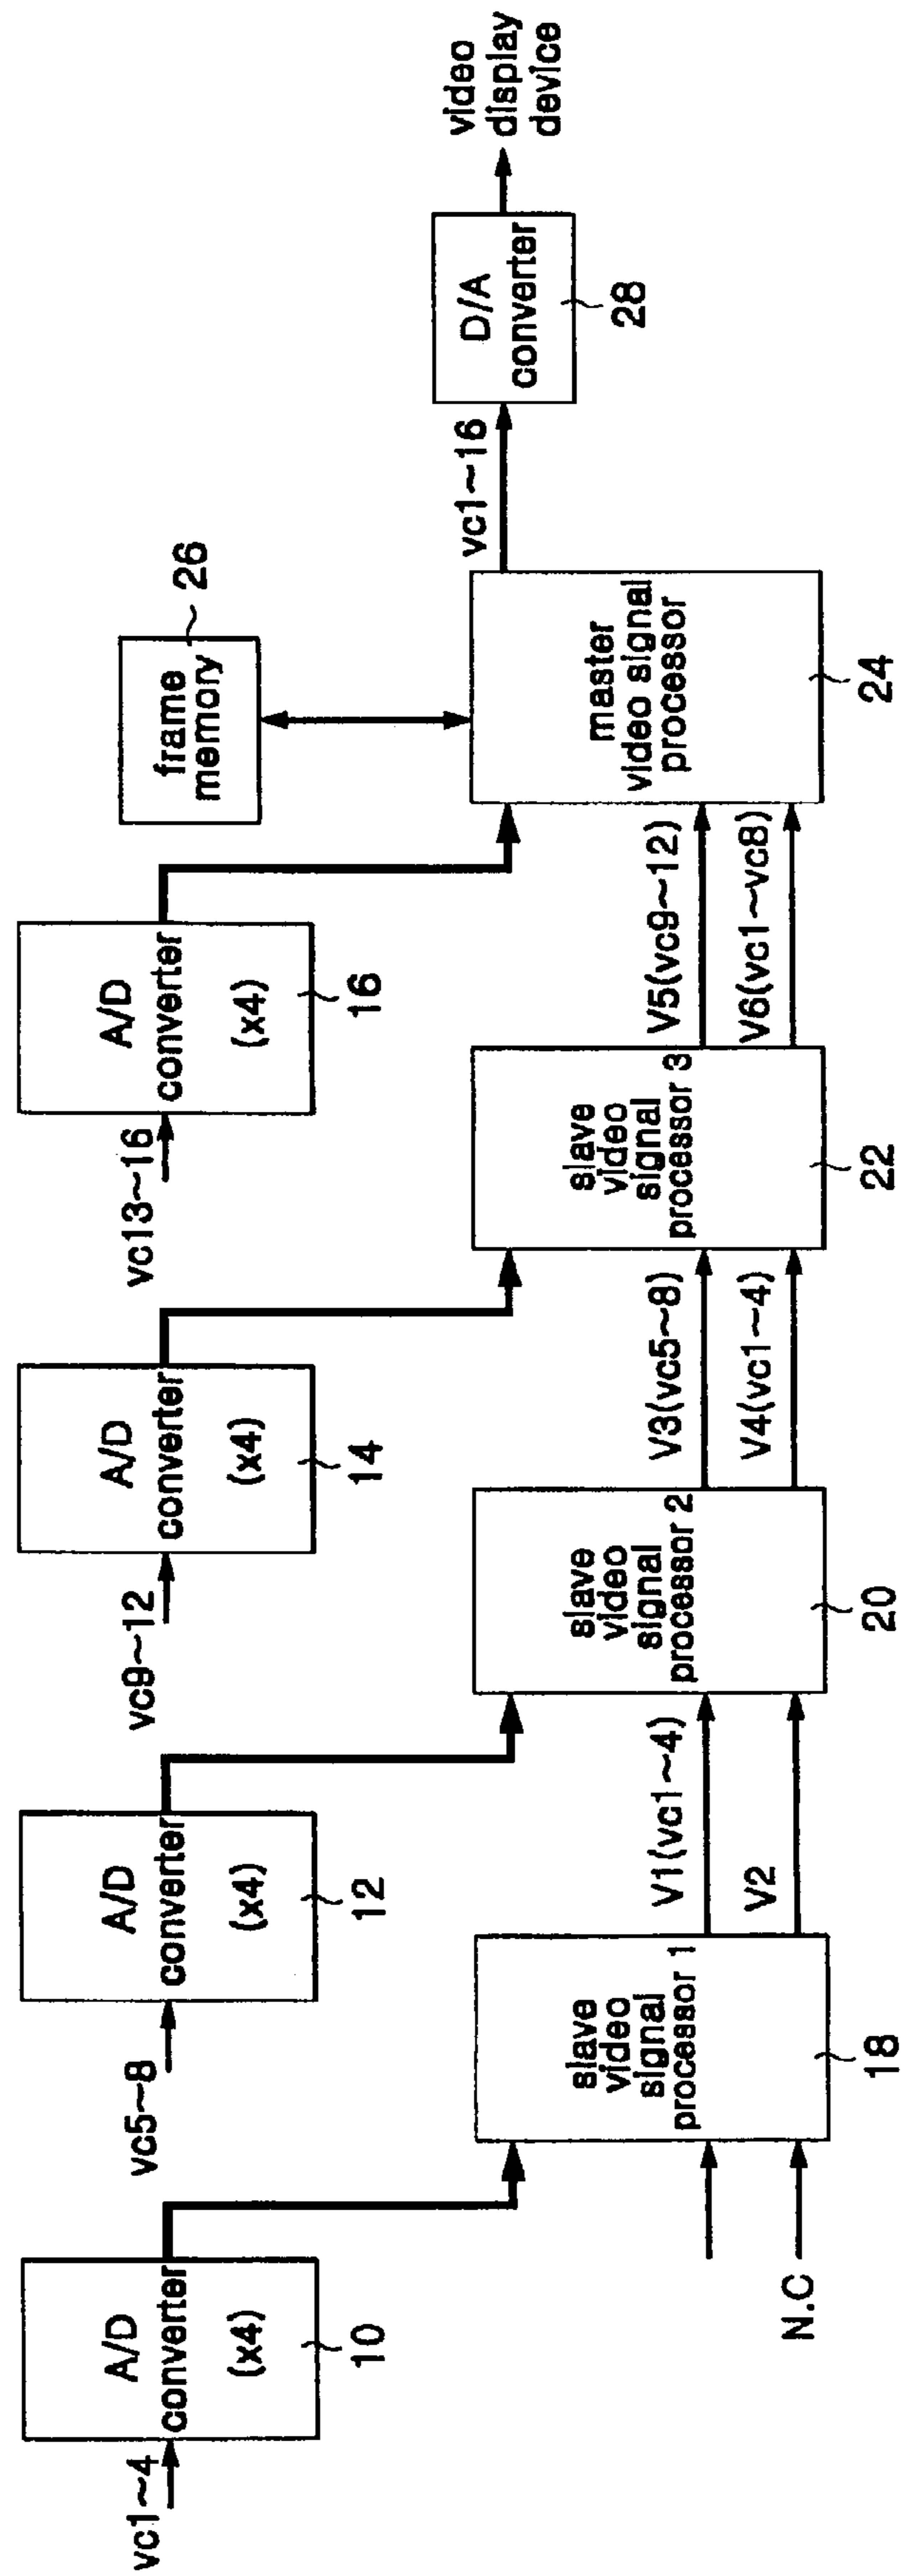 vc1~4
A/D
converter
(x4)
10
vc5~8
A/D
converter
(x4)
12
vc9~12
A/D
converter
(x4)
14
vc13~16
A/D
converter
(x4)
16
frame
memory
26
N.C
slave
video
signal
processor 1
18
V1(vc1~4)
V2
slave
video
signal
processor 2
20
V3(vc5~8)
V4(vc1~4)
slave
video
signal
processor 3
22
V5(vc9~12)
V6(vc1~vc8)
master
video signal
processor
24
vc1~16
D/A
converter
28
video
display
device